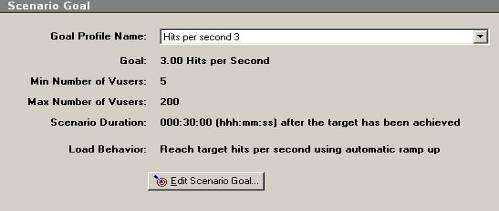 Scenario Goal
Goal Profile Name: Hits per second 3
Goal: 3.00 Hits per Second
Min Number of Vusers: 5
Max Number of Vusers: 200
Scenario Duration: 000:30:00 (hhh:mm:ss) after the target has been achieved
Load Behavior: Reach target hits per second using automatic ramp up
Edit Scenario Goal...